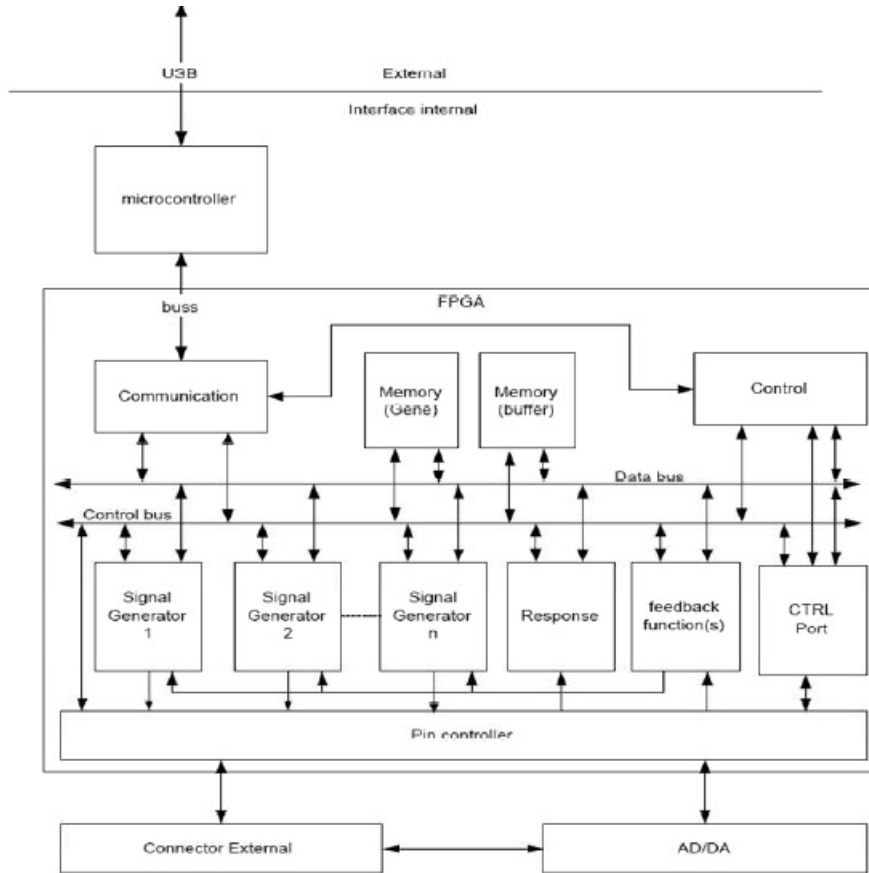 USB
External
Interface internal
microcontroller
FPGA
buss
Communication
Memory
(Gene)
Memory
(buffer)
Control
Data bus
Control bus
Signal
Generator
1
Signal
Generator
2
Signal
Generator
n
Response
feedback
function(s)
CTRL
Port
Pin controller
Connector External
AD/DA